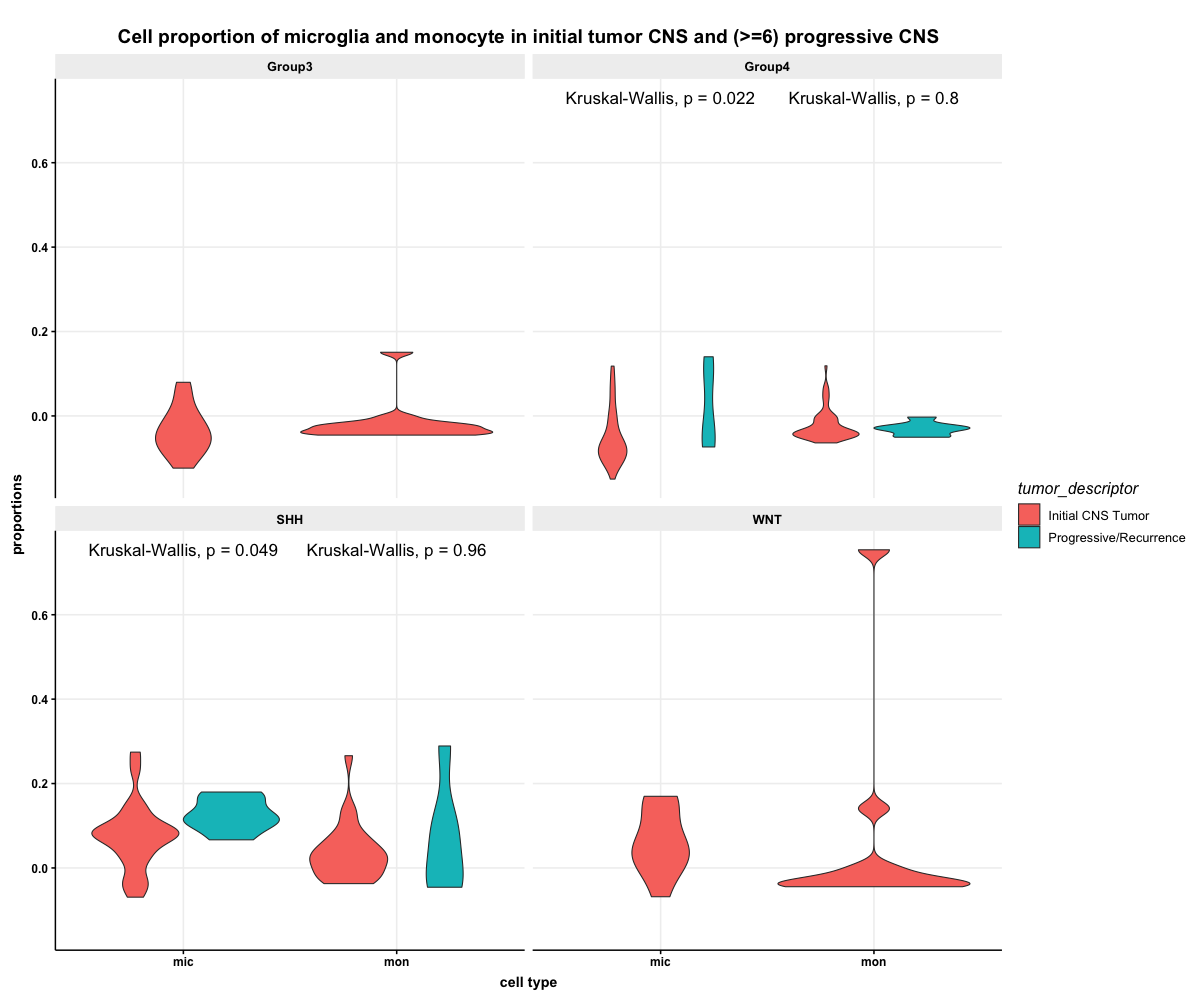 Cell proportion of microglia and monocyte in initial tumor CNS and (>=6) progressive CNS
Group3
Group4
Kruskal-Wallis, p = 0.022
Kruskal-Wallis, p = 0.8
0.6
0.4
0.2
0.0
SHH
WNT
Kruskal-Wallis, p = 0.049
Kruskal-Wallis, p = 0.96
0.6
0.4
0.2
0.0
proportions
mic
mon
mic
mon
cell type
tumor_descriptor
Initial CNS Tumor
Progressive/Recurrence